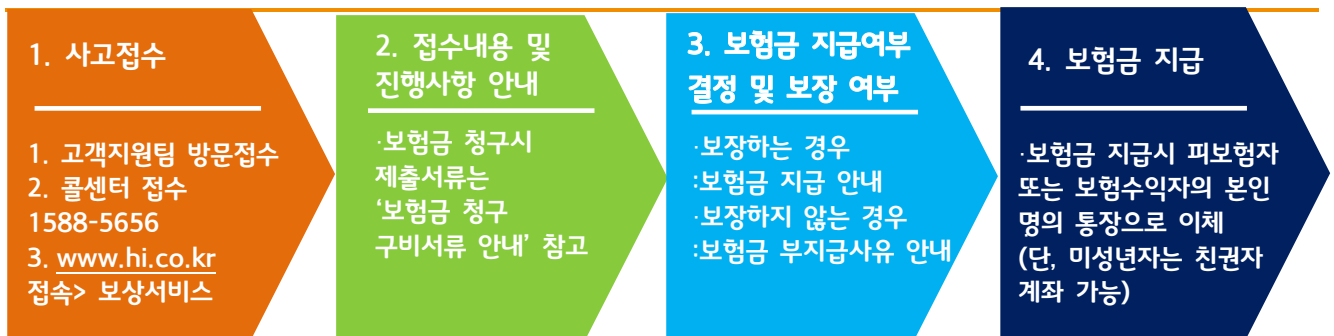 1. 사고접수
1. 고객지원팀 방문접수
2. 콜센터 접수
1588-5656
3. www.hi.co.kr
접속> 보상서비스
2. 접수내용 및
진행사항 안내
·보험금 청구시
제출서류는
‘보험금 청구
구비서류 안내’ 참고
3. 보험금 지급여부
결정 및 보장 여부
·보장하는 경우
:보험금 지급 안내
·보장하지 않는 경우
:보험금 부지급사유 안내
4. 보험금 지급
·보험금 지급시 피보험자
또는 보험수익자의 본인
명의 통장으로 이체
(단, 미성년자는 친권자
계좌 가능)